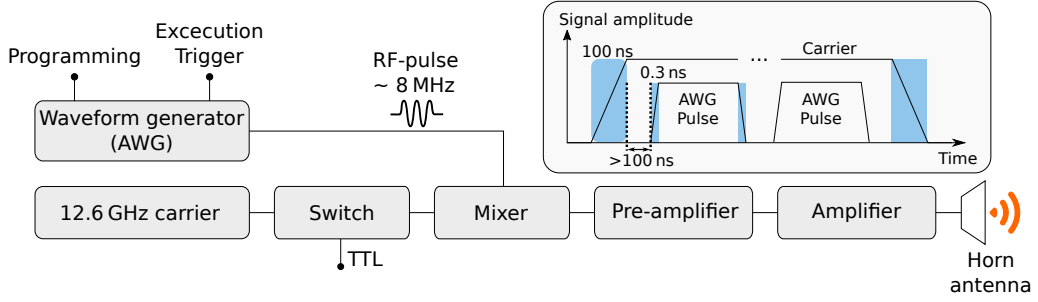 Programming
Excecution
Trigger
RF-pulse
~ 8 MHz
Waveform generator
(AWG)
12.6 GHz carrier
Switch
TTL
Mixer
Pre-amplifier
Amplifier
Horn
antenna
Signal amplitude
100 ns
Carrier
...
0.3 ns
AWG
Pulse
AWG
Pulse
>100 ns
Time